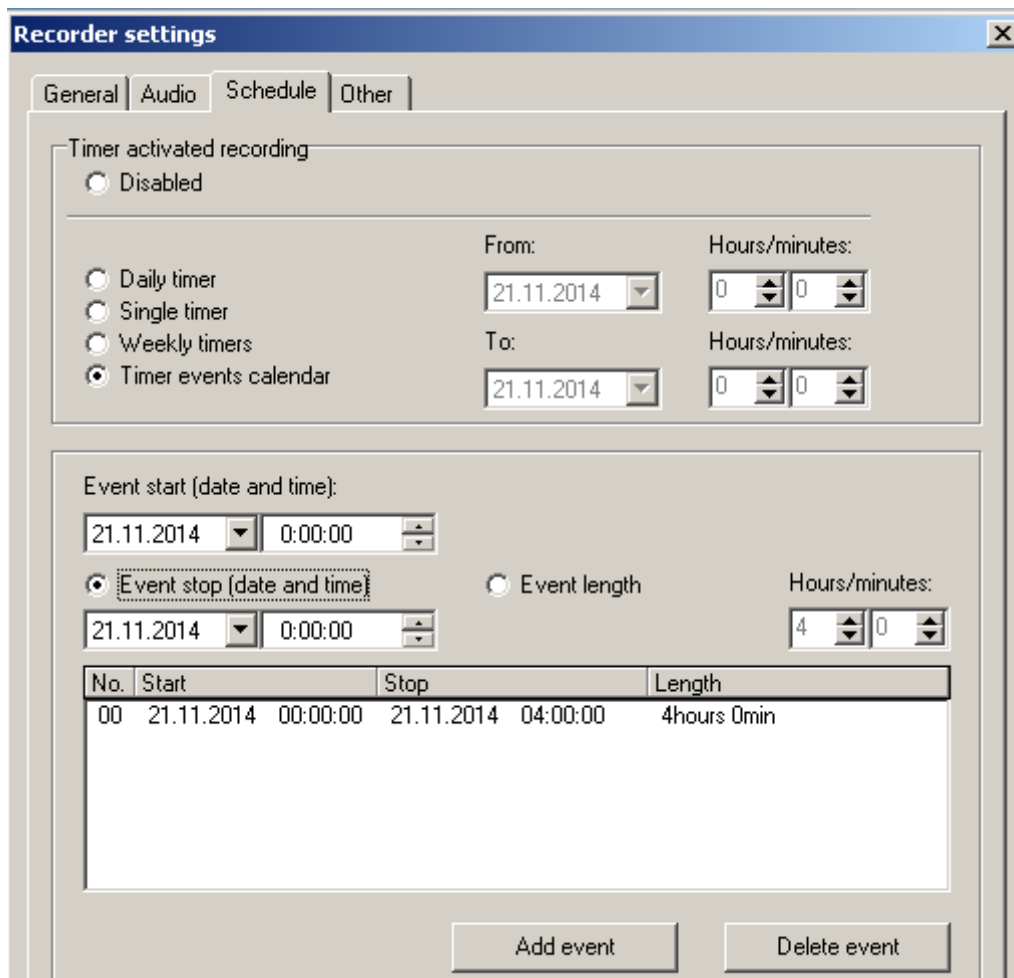 Recorder settings
General Audio Schedule Other
Timer activated recording
Disabled
From: Hours/minutes:
Daily timer
21.11.2014 0 0
Single timer
Weekly timers To: Hours/minutes:
Timer events calendar
21.11.2014 0 0
Event start (date and time):
21.11.2014 0:00:00
Event stop (date and time) Event length Hours/minutes:
21.11.2014 0:00:00 4 0
No. Start Stop Length
00 21.11.2014 00:00:00 21.11.2014 04:00:00 4hours 0min
Add event Delete event